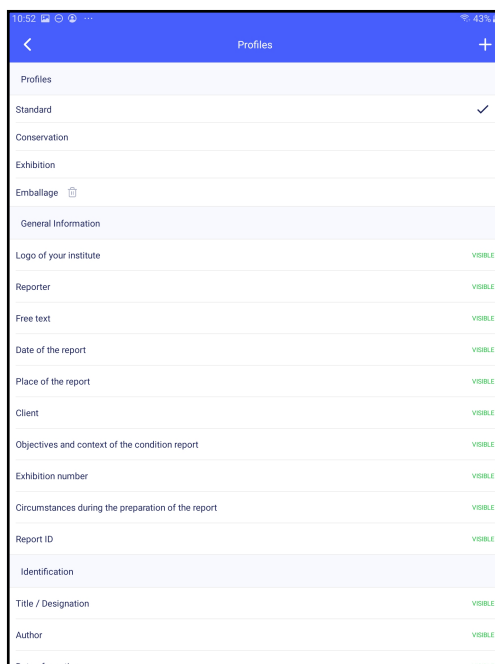 10:52 ... 43%
Profiles
Profiles
Standard
Conservation
Exhibition
Emballage
General Information
Logo of your institute VISIBLE
Reporter VISIBLE
Free text VISIBLE
Date of the report VISIBLE
Place of the report VISIBLE
Client VISIBLE
Objectives and context of the condition report VISIBLE
Exhibition number VISIBLE
Circumstances during the preparation of the report VISIBLE
Report ID VISIBLE
Identification
Title / Designation VISIBLE
Author VISIBLE